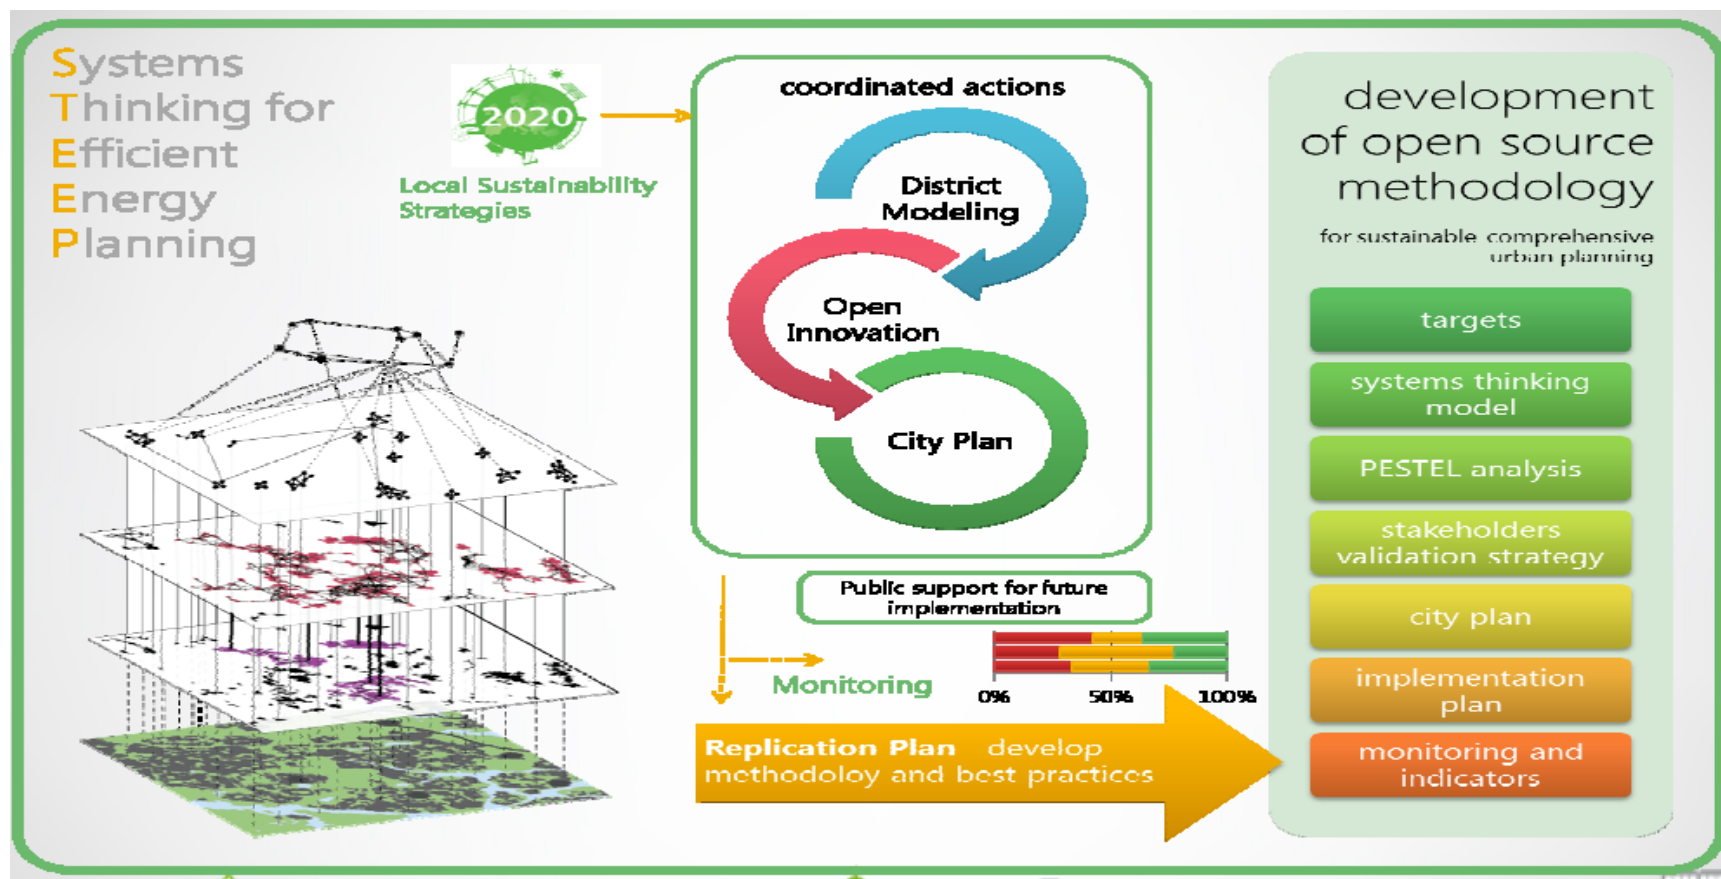 Systems
Thinking for
Efficient
Energy
Planning
2020
Local Sustainability
Strategies
coordinated actions
District
Modeling
Open
Innovation
City Plan
Public support for future
implementation
Monitoring
0% 50% 100%
Replication Plan develop
methodoloy and best practices
development
of open source
methodology
for sustainable comprehensive
urban planning
targets
systems thinking
model
PESTEL analysis
stakeholders
validation strategy
city plan
implementation
plan
monitoring and
indicators